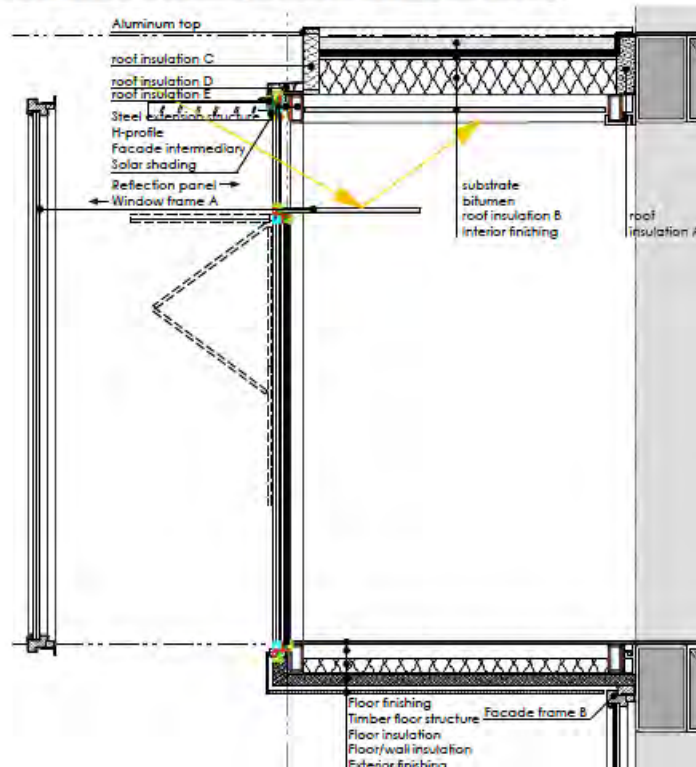 Aluminum top
roof insulation C
roof insulation D
roof insulation E
Steel extension structure
H-profile
Facade intermediary
Solar shading
Reflection panel
Window frame A
substrate
bitumen
roof insulation B
Interior finishing
roof
insulation A
Floor finishing
Timber floor structure
Floor insulation
Floor/wall insulation
Exterior finishing
Facade frame B